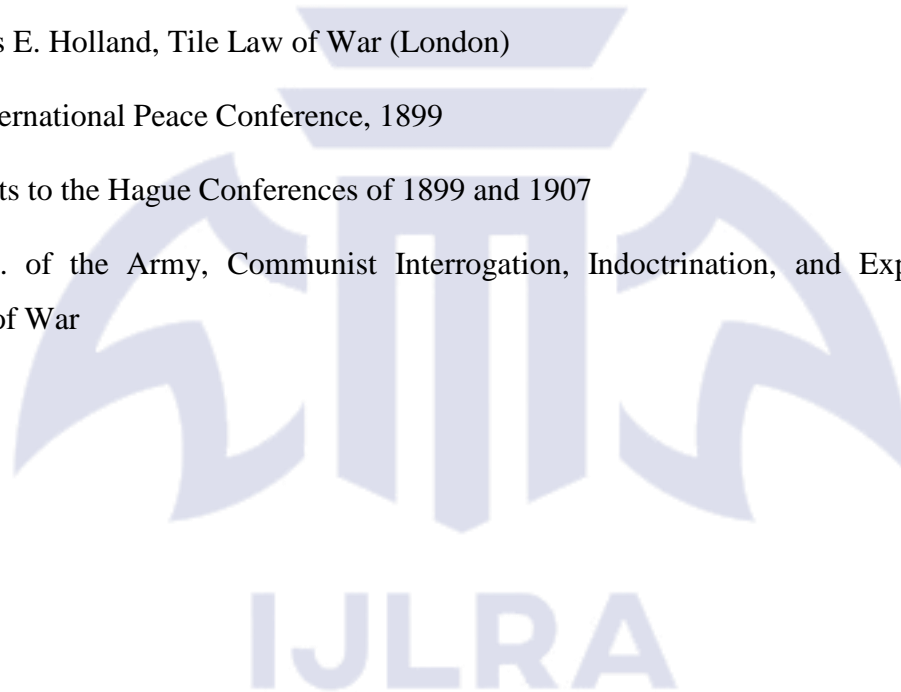 s E. Holland, Tile Law of War (London)
ernational Peace Conference, 1899
ts to the Hague Conferences of 1899 and 1907
. of the Army, Communist Interrogation, Indoctrination, and Exp
of War
IJLRA